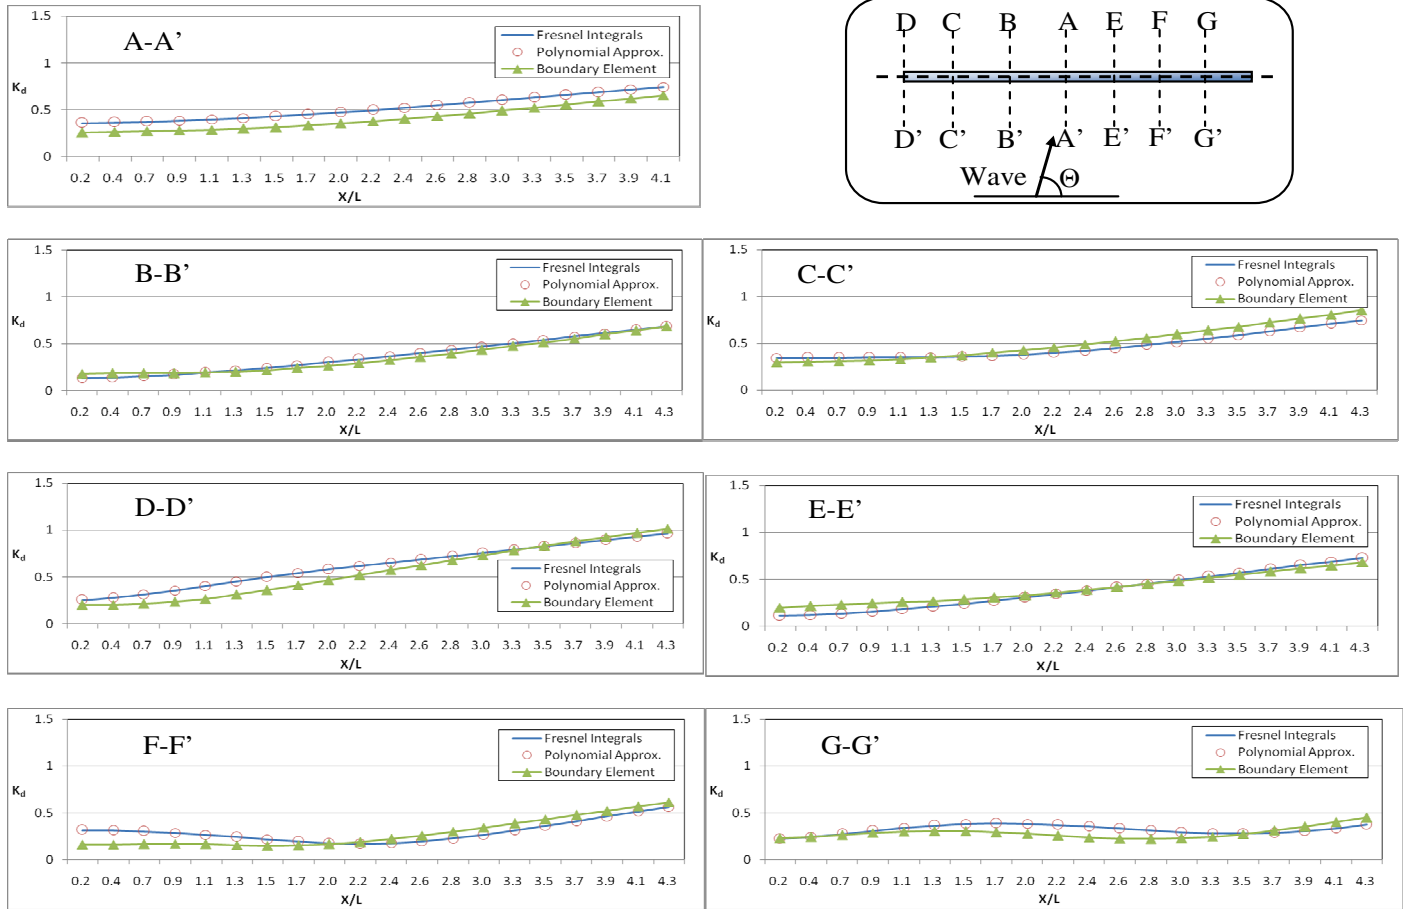 A-A’
1.5
1
0.5
0
K_d
Fresnel Integrals
Polynomial Approx.
Boundary Element
0.2 0.4 0.7 0.9 1.1 1.3 1.5 1.7 2.0 2.2 2.4 2.6 2.8 3.0 3.3 3.5 3.7 3.9 4.1
X/L
D C B A E F G
D’ C’ B’ A’ E’ F’ G’
Wave Θ
B-B’
1.5
1
0.5
0
K_d
Fresnel Integrals
Polynomial Approx.
Boundary Element
0.2 0.4 0.7 0.9 1.1 1.3 1.5 1.7 2.0 2.2 2.4 2.6 2.8 3.0 3.3 3.5 3.7 3.9 4.1 4.3
X/L
C-C’
1.5
1
0.5
0
K_d
Fresnel Integrals
Polynomial Approx.
Boundary Element
0.2 0.4 0.7 0.9 1.1 1.3 1.5 1.7 2.0 2.2 2.4 2.6 2.8 3.0 3.3 3.5 3.7 3.9 4.1 4.3
X/L
D-D’
1.5
1
0.5
0
K_d
Fresnel Integrals
Polynomial Approx.
Boundary Element
0.2 0.4 0.7 0.9 1.1 1.3 1.5 1.7 2.0 2.2 2.4 2.6 2.8 3.0 3.3 3.5 3.7 3.9 4.1 4.3
X/L
E-E’
1.5
1
0.5
0
K_d
Fresnel Integrals
Polynomial Approx.
Boundary Element
0.2 0.4 0.7 0.9 1.1 1.3 1.5 1.7 2.0 2.2 2.4 2.6 2.8 3.0 3.3 3.5 3.7 3.9 4.1 4.3
X/L
F-F’
1.5
1
0.5
0
K_d
Fresnel Integrals
Polynomial Approx.
Boundary Element
0.2 0.4 0.7 0.9 1.1 1.3 1.5 1.7 2.0 2.2 2.4 2.6 2.8 3.0 3.3 3.5 3.7 3.9 4.1 4.3
X/L
G-G’
1.5
1
0.5
0
K_d
Fresnel Integrals
Polynomial Approx.
Boundary Element
0.2 0.4 0.7 0.9 1.1 1.3 1.5 1.7 2.0 2.2 2.4 2.6 2.8 3.0 3.3 3.5 3.7 3.9 4.1 4.3
X/L